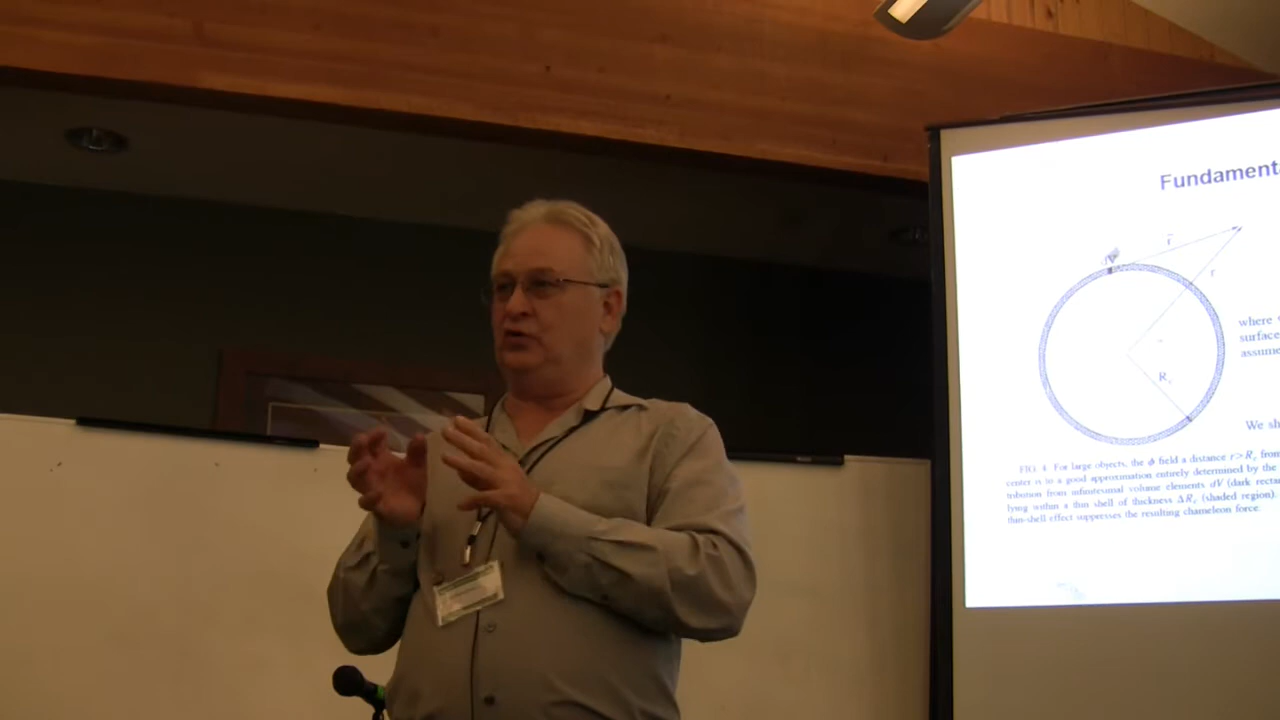 Fundament
r
dV
r
where
surface
assume
R
We sh
FIG. 4. For large objects, the ϕ field a distance r>Rc from
center is to a good approximation entirely determined by the
tribution from infinitesimal volume elements dV (dark recta
lying within a thin shell of thickness ΔRc (shaded region).
thin-shell effect suppresses the resulting chameleon force.